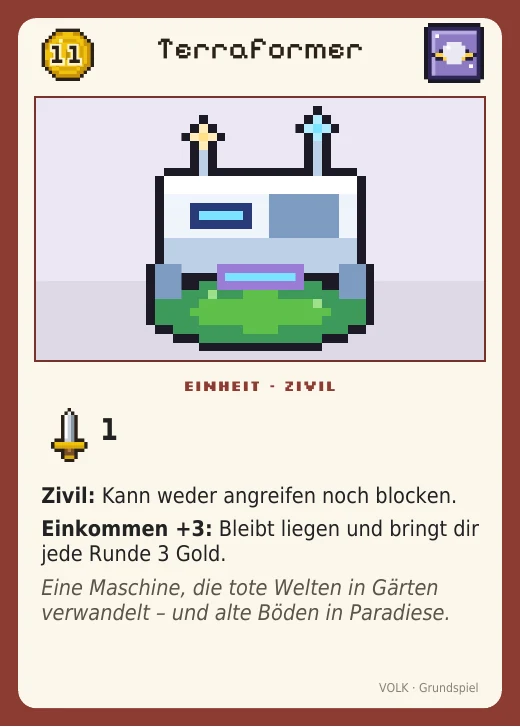 11
Terraformer
EINHEIT · ZIVIL
1
Zivil: Kann weder angreifen noch blocken.
Einkommen +3: Bleibt liegen und bringt dir
jede Runde 3 Gold.
Eine Maschine, die tote Welten in Gärten
verwandelt – und alte Böden in Paradiese.
VOLK · Grundspiel